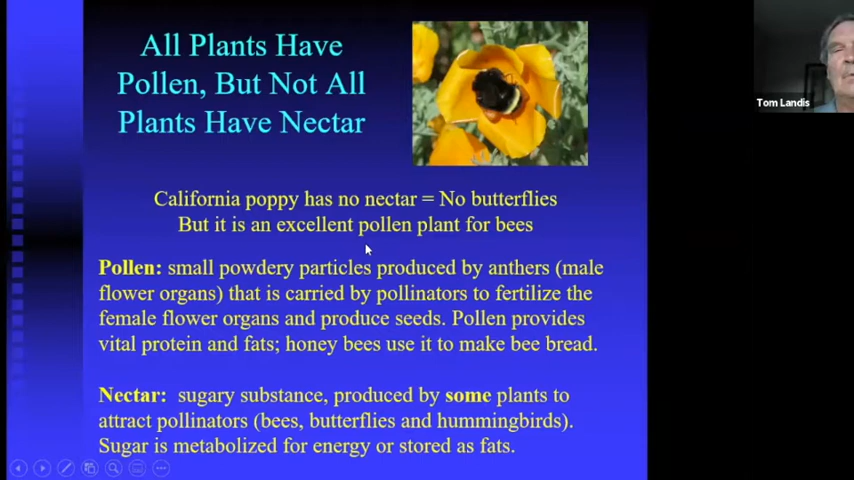 All Plants Have
Pollen, But Not All
Plants Have Nectar
Tom Landis
California poppy has no nectar = No butterflies
But it is an excellent pollen plant for bees
Pollen: small powdery particles produced by anthers (male
flower organs) that is carried by pollinators to fertilize the
female flower organs and produce seeds. Pollen provides
vital protein and fats; honey bees use it to make bee bread.
Nectar: sugary substance, produced by some plants to
attract pollinators (bees, butterflies and hummingbirds).
Sugar is metabolized for energy or stored as fats.